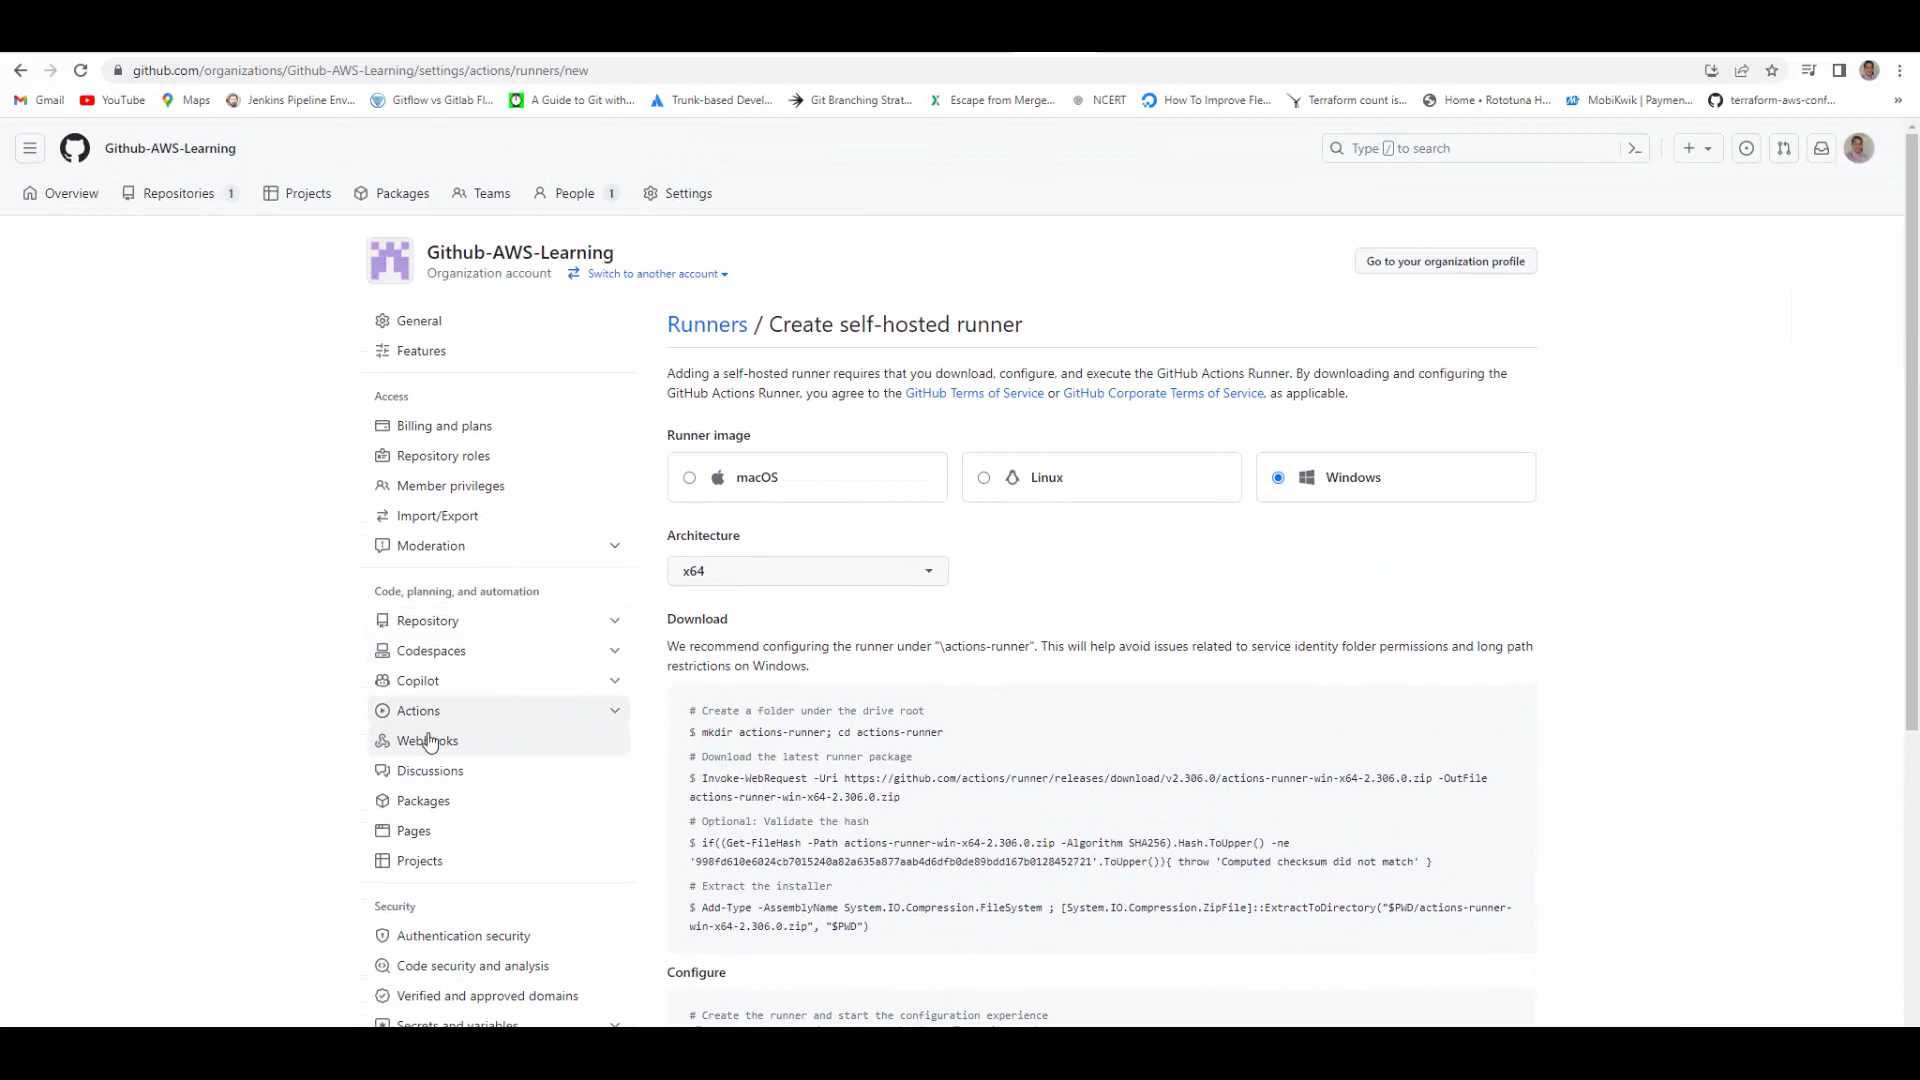 github.com/organizations/Github-AWS-Learning/settings/actions/runners/new
Gmail YouTube Maps Jenkins Pipeline Env... Gitflow vs Gitlab Fl... A Guide to Git with... Trunk-based Devel... Git Branching Strat... Escape from Merge... NCERT How To Improve Fle... Terraform count is... Home • Rototuna H... MobiKwik | Paymen... terraform-aws-conf... »
Github-AWS-Learning Type / to search
Overview Repositories 1 Projects Packages Teams People 1 Settings
Github-AWS-Learning
Organization account Switch to another account
Go to your organization profile
General
Features
Access
Billing and plans
Repository roles
Member privileges
Import/Export
Moderation
Code, planning, and automation
Repository
Codespaces
Copilot
Actions
Webhooks
Discussions
Packages
Pages
Projects
Security
Authentication security
Code security and analysis
Verified and approved domains
Secrets and variables
Runners / Create self-hosted runner
Adding a self-hosted runner requires that you download, configure, and execute the GitHub Actions Runner. By downloading and configuring the
GitHub Actions Runner, you agree to the GitHub Terms of Service or GitHub Corporate Terms of Service, as applicable.
Runner image
macOS Linux Windows
Architecture
x64
Download
We recommend configuring the runner under "\actions-runner". This will help avoid issues related to service identity folder permissions and long path
restrictions on Windows.
# Create a folder under the drive root
$ mkdir actions-runner; cd actions-runner
# Download the latest runner package
$ Invoke-WebRequest -Uri https://github.com/actions/runner/releases/download/v2.306.0/actions-runner-win-x64-2.306.0.zip -OutFile
actions-runner-win-x64-2.306.0.zip
# Optional: Validate the hash
$ if((Get-FileHash -Path actions-runner-win-x64-2.306.0.zip -Algorithm SHA256).Hash.ToUpper() -ne
'998fd610e6024cb7015240a82a635a877aab4d6dfb0de89bdd167b0128452721'.ToUpper()){ throw 'Computed checksum did not match' }
# Extract the installer
$ Add-Type -AssemblyName System.IO.Compression.FileSystem ; [System.IO.Compression.ZipFile]::ExtractToDirectory("$PWD/actions-runner-
win-x64-2.306.0.zip", "$PWD")
Configure
# Create the runner and start the configuration experience